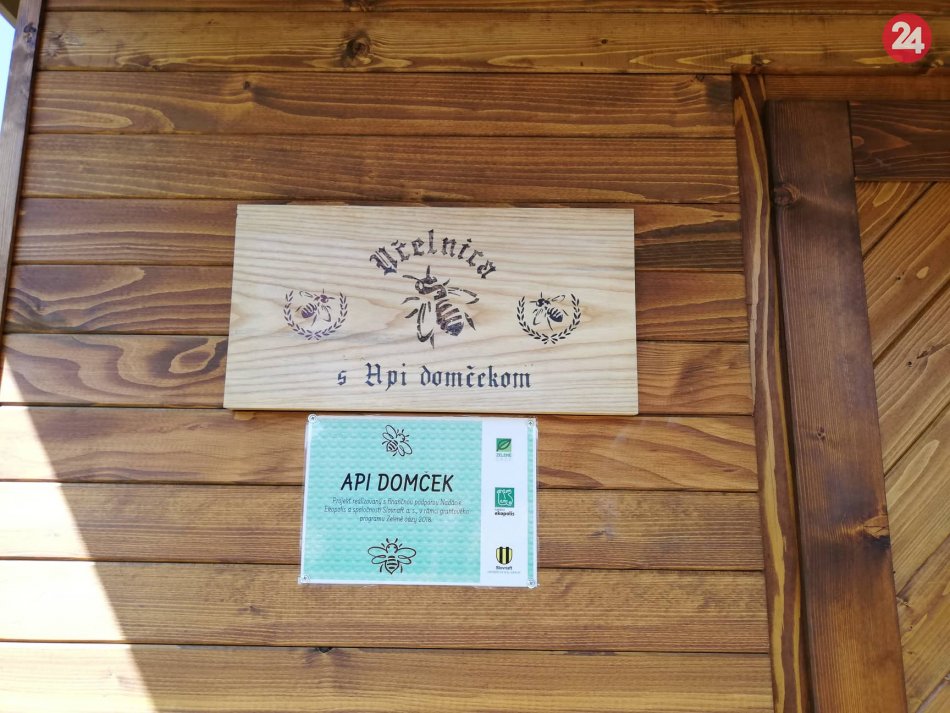 24
Včelnica
s Api domčekom
API DOMČEK
Projekt realizovaný s finančnou podporou Nadácie
Ekopolis a spoločnosti Slovnaft a. s., v rámci grantového
programu Zelené oázy 2018.
ZELENÉ
ekopolis
Slovnaft